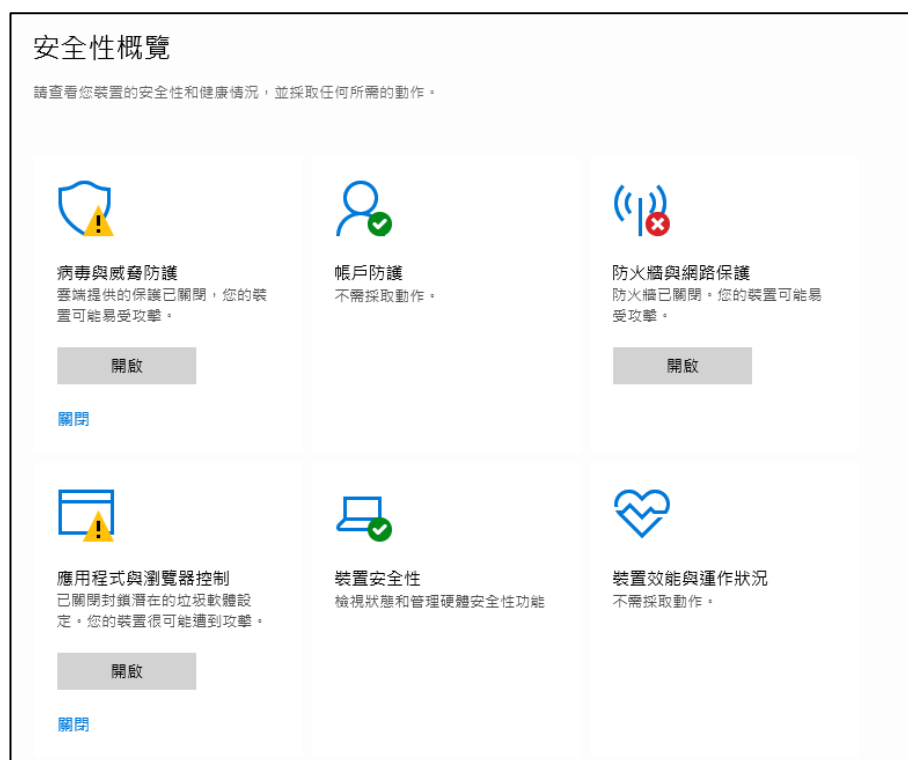 安全性概覽
請查看您裝置的安全性和健康情況，並採取任何所需的動作。
病毒與威脅防護
雲端提供的保護已關閉，您的裝
置可能易受攻擊。
開啟
關閉
帳戶防護
不需採取動作。
防火牆與網路保護
防火牆已關閉。您的裝置可能易
受攻擊。
開啟
應用程式與瀏覽器控制
已關閉封鎖潛在的垃圾軟體設
定。您的裝置很可能遭到攻擊。
開啟
關閉
裝置安全性
檢視狀態和管理硬體安全性功能
裝置效能與運作狀況
不需採取動作。